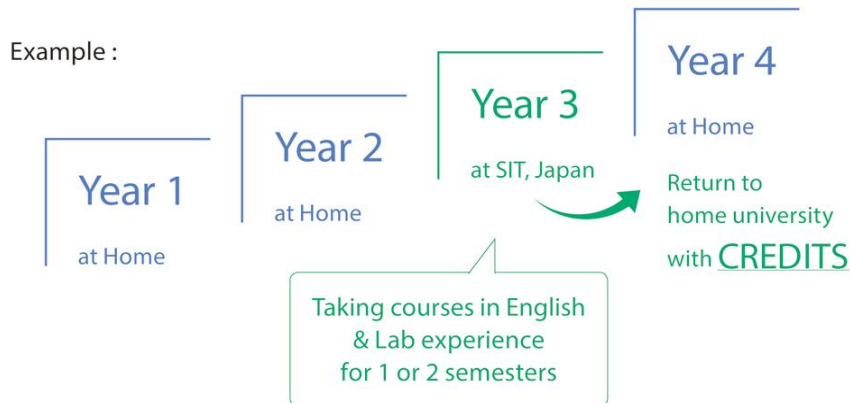 Example :
Year 1
at Home
Year 2
at Home
Year 3
at SIT, Japan
Taking courses in English
& Lab experience
for 1 or 2 semesters
Year 4
at Home
Return to
home university
with CREDITS